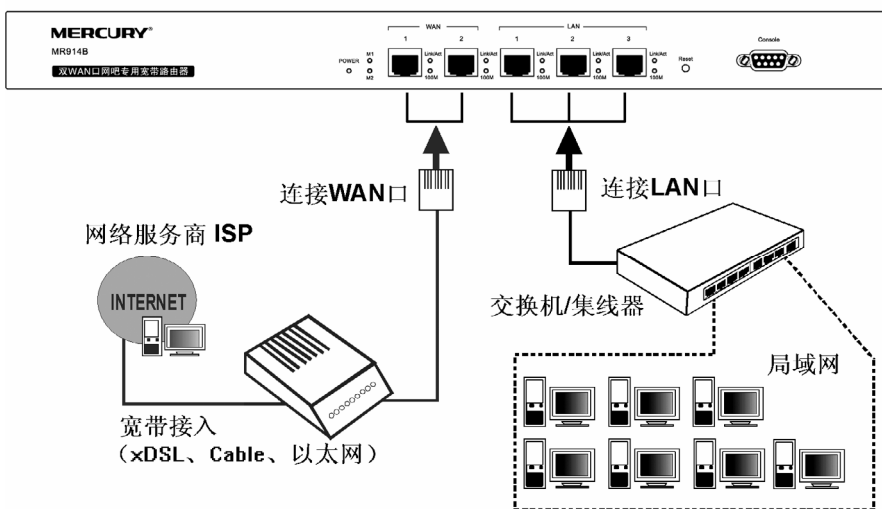 MERCURY®
MR914B
双WAN口网吧专用宽带路由器
POWER
M1
M2
WAN
1
Link/Act
100M
2
Link/Act
100M
LAN
1
Link/Act
100M
2
Link/Act
100M
3
Link/Act
100M
Reset
Console
连接WAN口
连接LAN口
网络服务商 ISP
INTERNET
交换机/集线器
局域网
宽带接入
（xDSL、Cable、以太网）